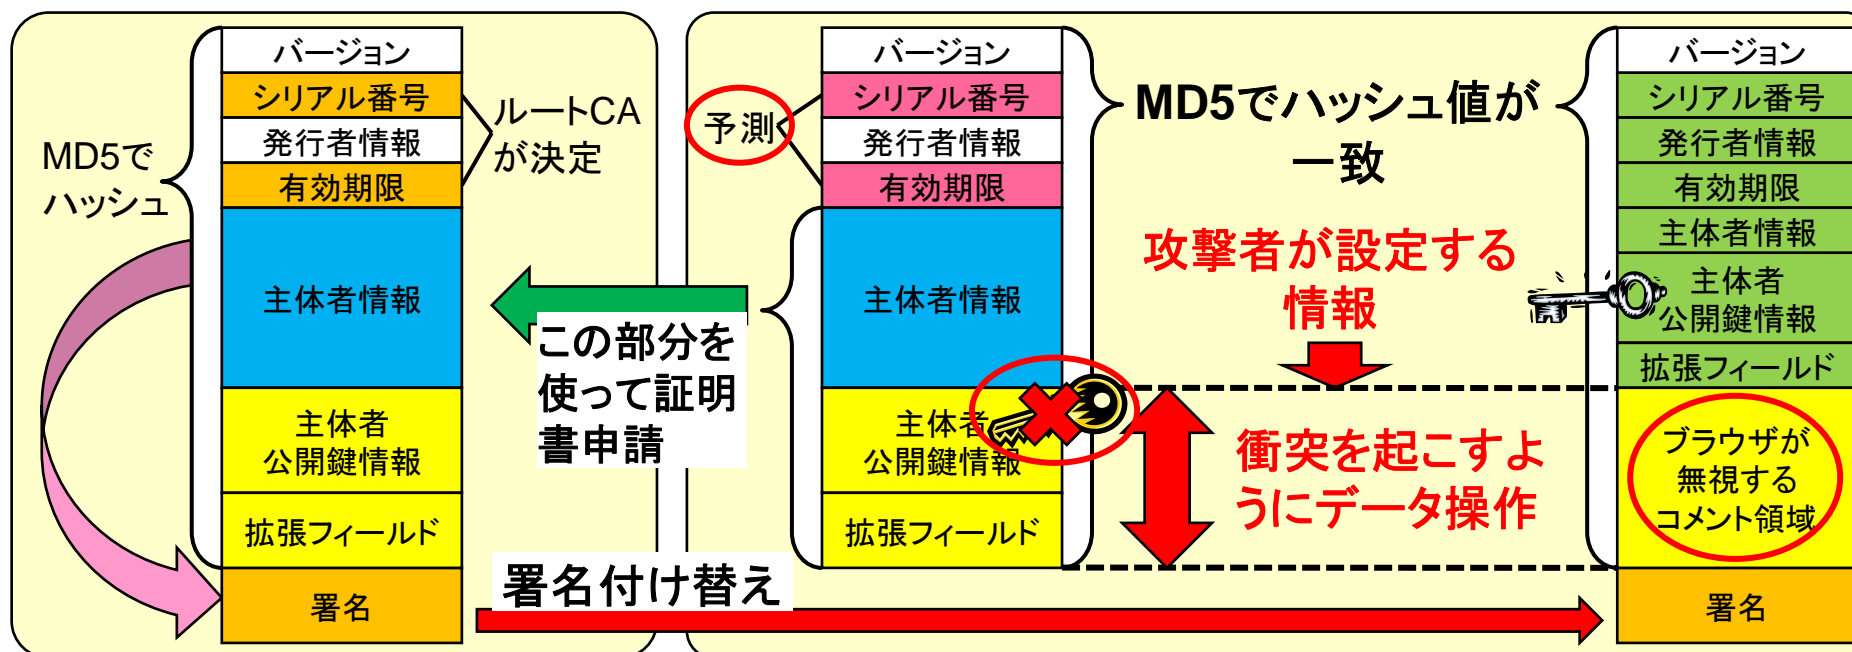 MD5で
ハッシュ
バージョン
シリアル番号
発行者情報
有効期限
主体者情報
主体者
公開鍵情報
拡張フィールド
署名
ルートCA
が決定
この部分を
使って証明
書申請
署名付け替え
予測
バージョン
シリアル番号
発行者情報
有効期限
主体者情報
主体者
公開鍵情報
拡張フィールド
MD5でハッシュ値が
一致
攻撃者が設定する
情報
衝突を起こすよ
うにデータ操作
バージョン
シリアル番号
発行者情報
有効期限
主体者情報
主体者
公開鍵情報
拡張フィールド
ブラウザが
無視する
コメント領域
署名